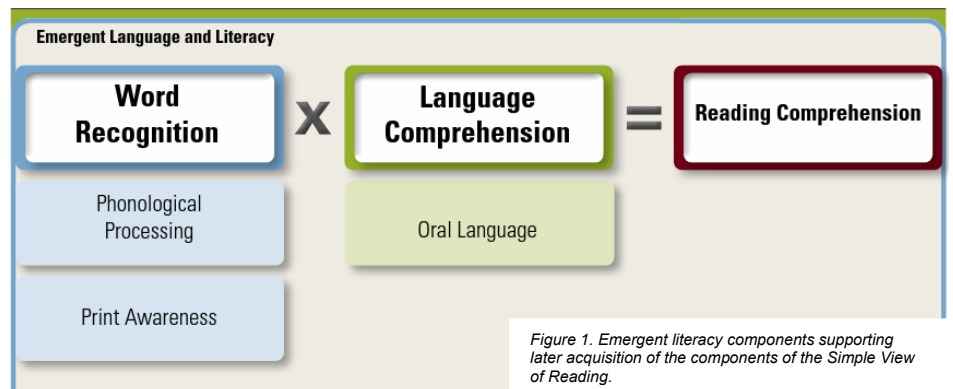 Emergent Language and Literacy
Word
Recognition
x
Language
Comprehension
=
Reading Comprehension
Phonological
Processing
Oral Language
Print Awareness
Figure 1. Emergent literacy components supporting
later acquisition of the components of the Simple View
of Reading.